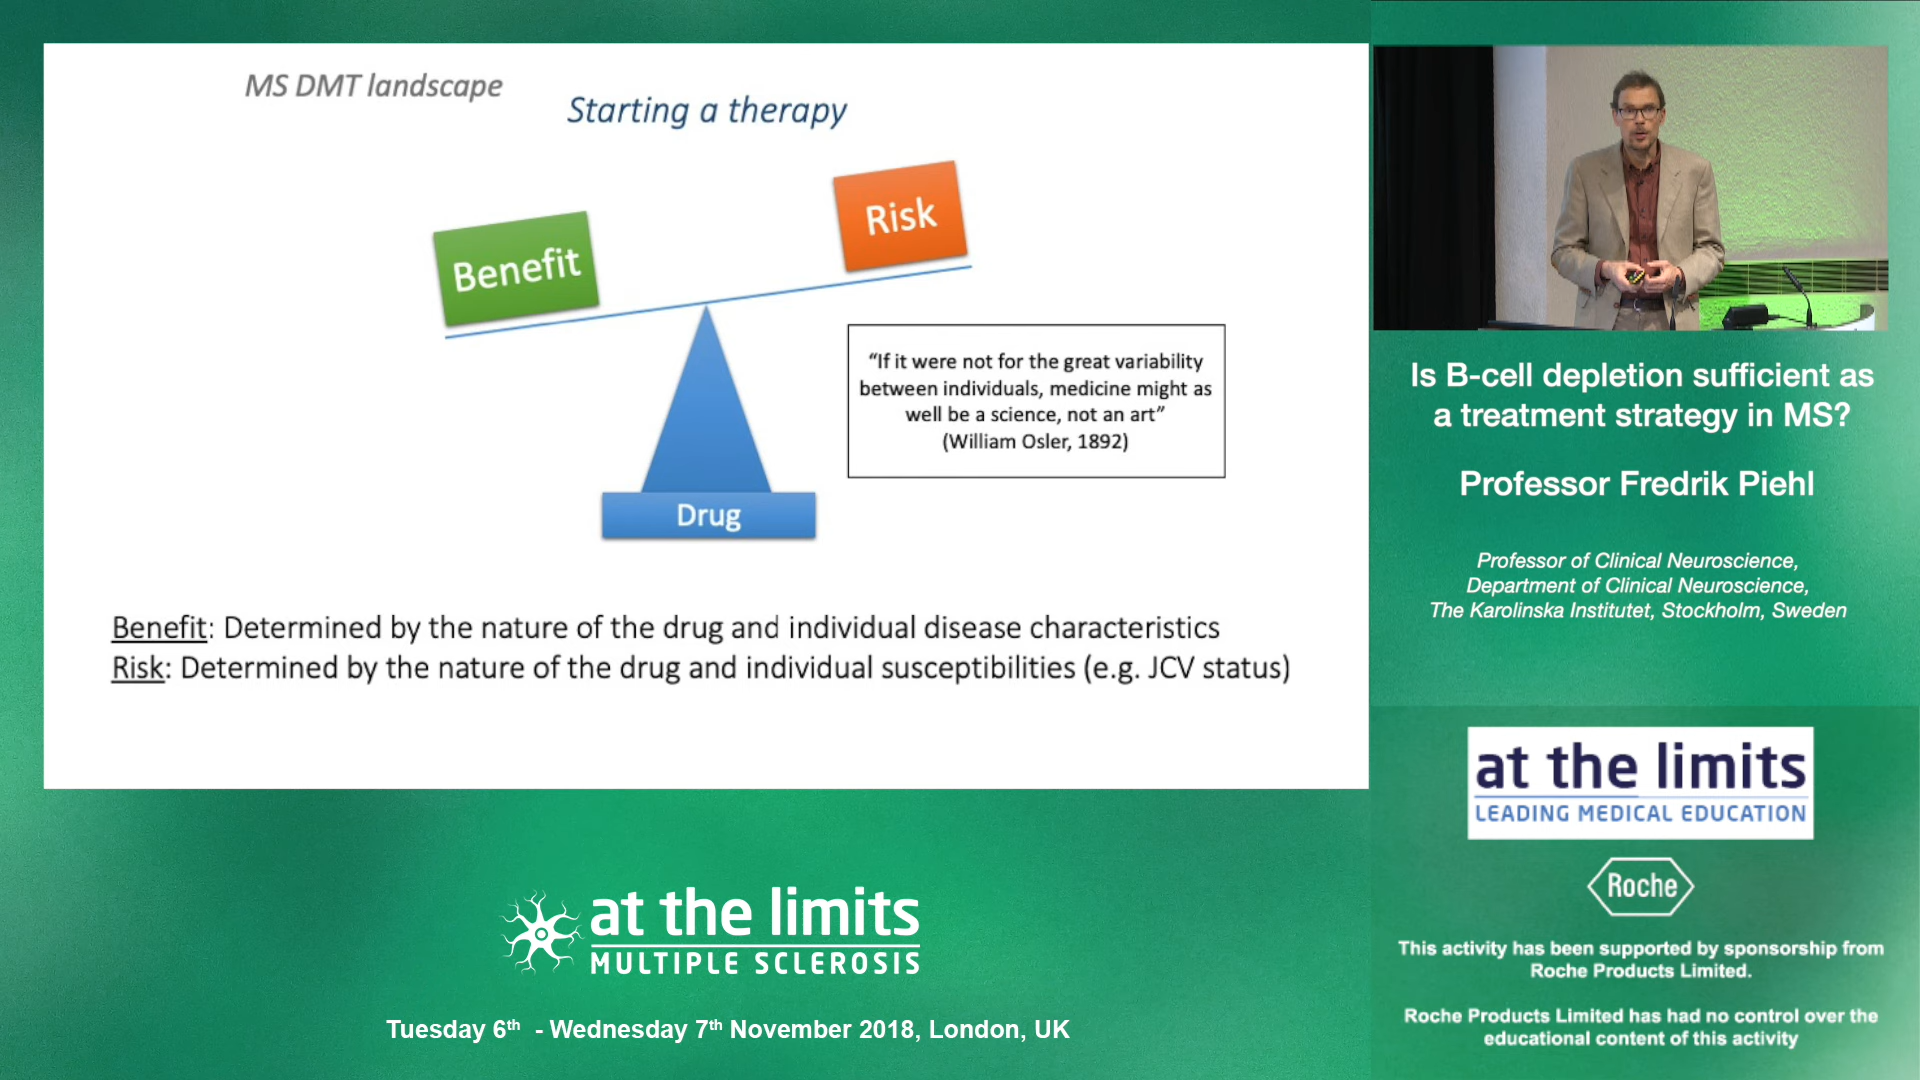 MS DMT landscape
Starting a therapy
Benefit
Risk
“If it were not for the great variability
between individuals, medicine might as
well be a science, not an art”
(William Osler, 1892)
Drug
Benefit: Determined by the nature of the drug and individual disease characteristics
Risk: Determined by the nature of the drug and individual susceptibilities (e.g. JCV status)
at the limits
MULTIPLE SCLEROSIS
Tuesday 6th - Wednesday 7th November 2018, London, UK
Is B-cell depletion sufficient as
a treatment strategy in MS?
Professor Fredrik Piehl
Professor of Clinical Neuroscience,
Department of Clinical Neuroscience,
The Karolinska Institutet, Stockholm, Sweden
at the limits
LEADING MEDICAL EDUCATION
Roche
This activity has been supported by sponsorship from
Roche Products Limited.
Roche Products Limited has had no control over the
educational content of this activity